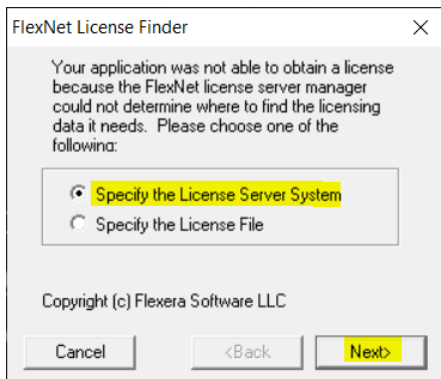 FlexNet License Finder
Your application was not able to obtain a license
because the FlexNet license server manager
could not determine where to find the licensing
data it needs.  Please choose one of the
following:
Specify the License Server System
Specify the License File
Copyright (c) Flexera Software LLC
Cancel
<Back
Next>